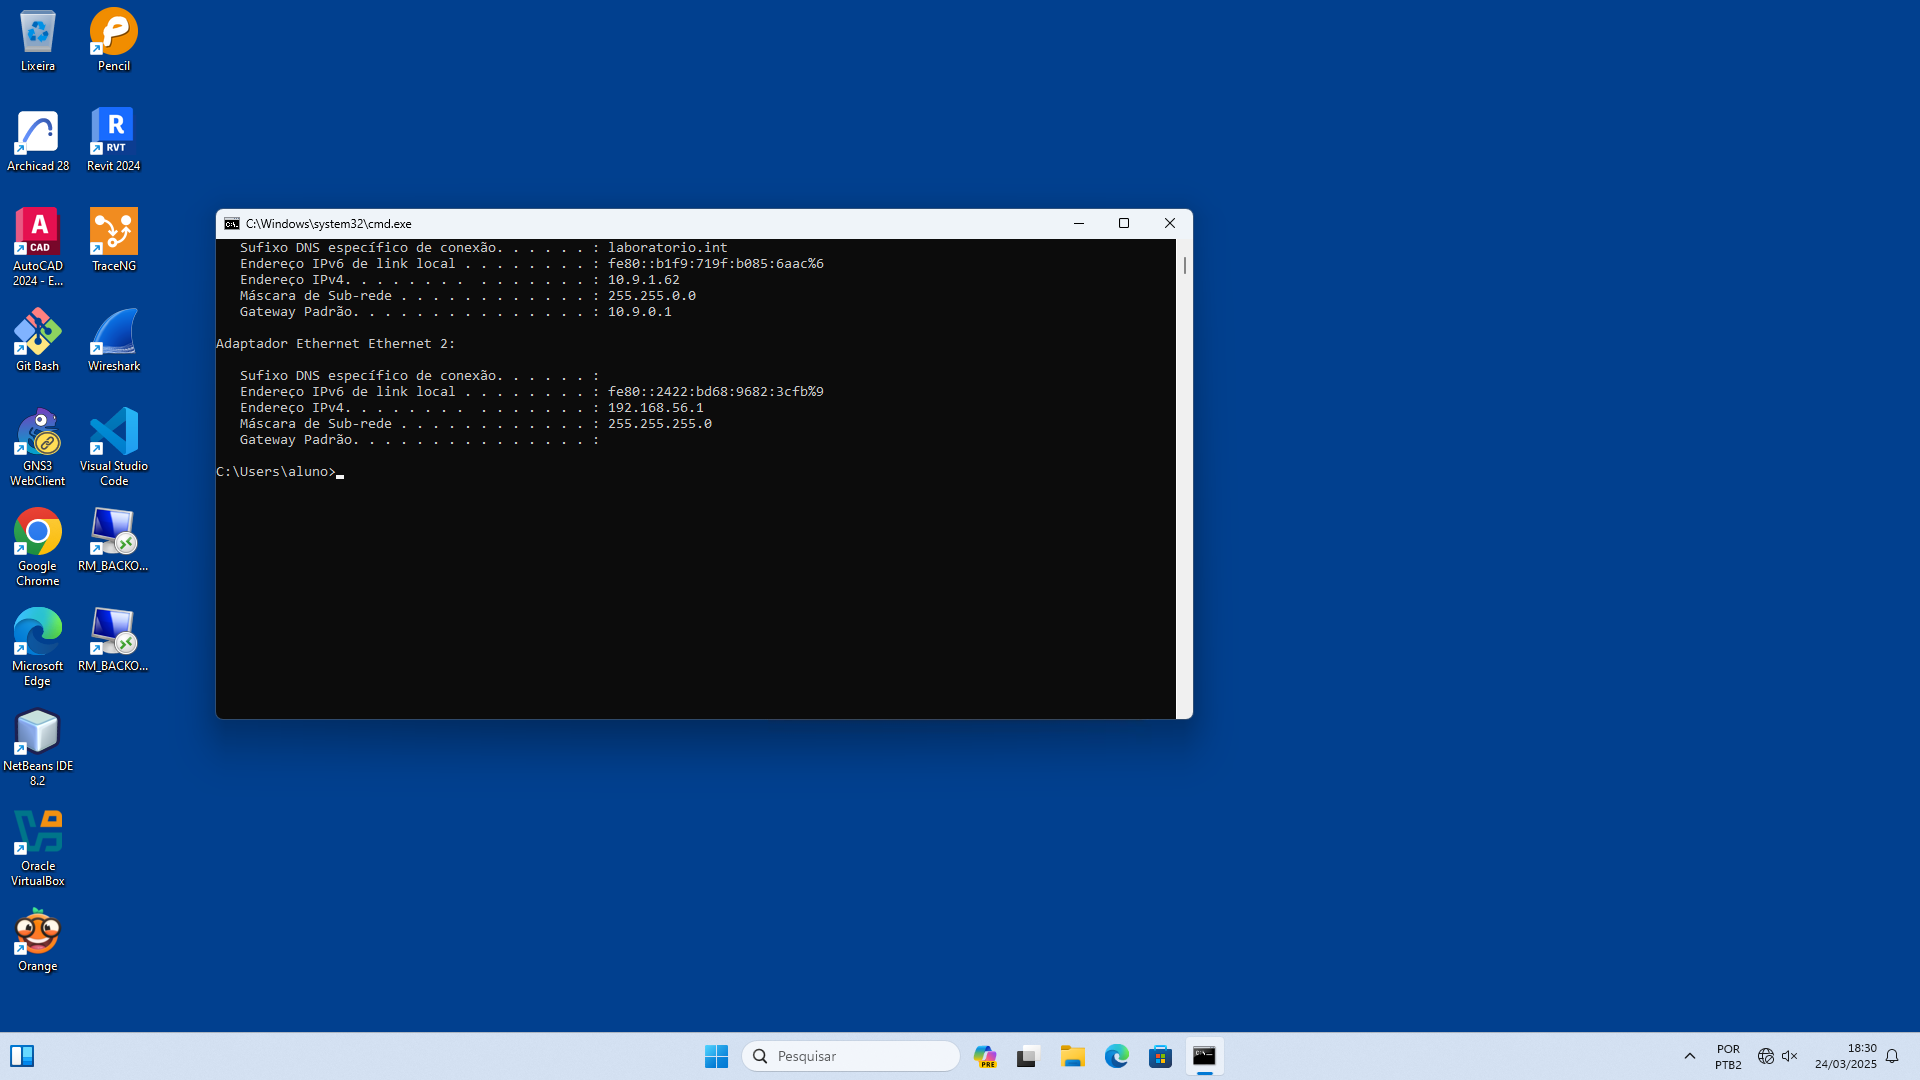 Lixeira
Pencil
Archicad 28
R
RVT
Revit 2024
A
CAD
AutoCAD
2024 - E...
TraceNG
Git Bash
Wireshark
GNS3
WebClient
Visual Studio
Code
Google
Chrome
RM_BACKO...
Microsoft
Edge
RM_BACKO...
NetBeans IDE
8.2
Oracle
VirtualBox
Orange
C:\Windows\system32\cmd.exe
Sufixo DNS específico de conexão. . . . . . : laboratorio.int
Endereço IPv6 de link local . . . . . . . . : fe80::b1f9:719f:b085:6aac%6
Endereço IPv4. . . . . . . .  . . . . . . . : 10.9.1.62
Máscara de Sub-rede . . . . . . . . . . . . : 255.255.0.0
Gateway Padrão. . . . . . . . . . . . . . . : 10.9.0.1
Adaptador Ethernet Ethernet 2:
Sufixo DNS específico de conexão. . . . . . :
Endereço IPv6 de link local . . . . . . . . : fe80::2422:bd68:9682:3cfb%9
Endereço IPv4. . . . . . . .  . . . . . . . : 192.168.56.1
Máscara de Sub-rede . . . . . . . . . . . . : 255.255.255.0
Gateway Padrão. . . . . . . . . . . . . . . :
C:\Users\aluno>
Pesquisar
PRE
POR
PTB2
18:30
24/03/2025